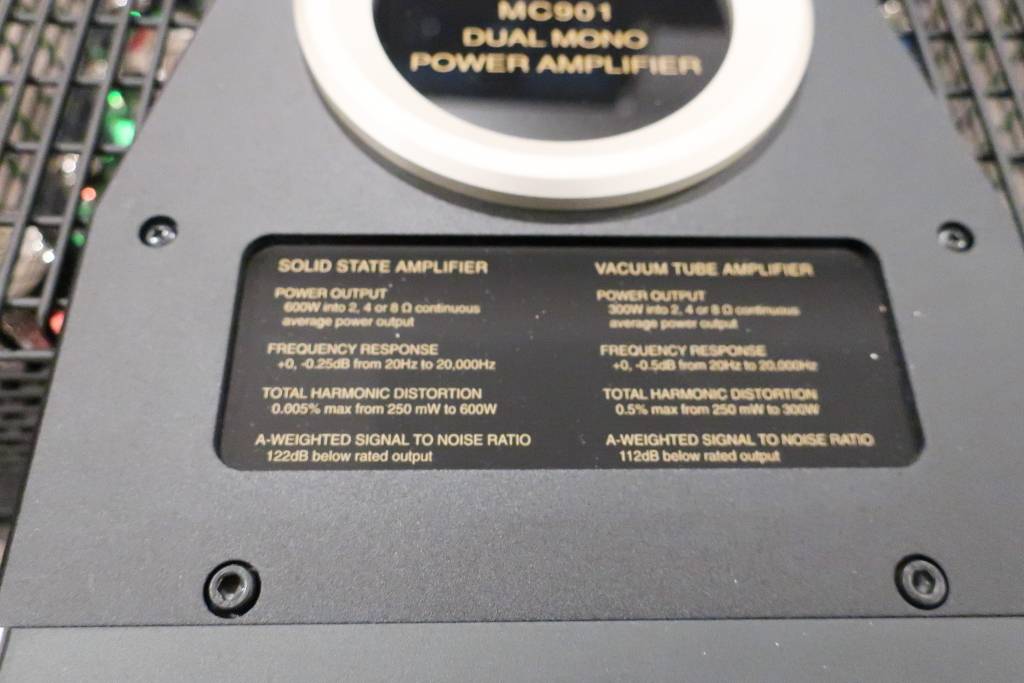 MC901
DUAL MONO
POWER AMPLIFIER
SOLID STATE AMPLIFIER
POWER OUTPUT
600W into 2, 4 or 8 Ω continuous
average power output
FREQUENCY RESPONSE
+0, -0.25dB from 20Hz to 20,000Hz
TOTAL HARMONIC DISTORTION
0.005% max from 250 mW to 600W
A-WEIGHTED SIGNAL TO NOISE RATIO
122dB below rated output
VACUUM TUBE AMPLIFIER
POWER OUTPUT
300W into 2, 4 or 8 Ω continuous
average power output
FREQUENCY RESPONSE
+0, -0.5dB from 20Hz to 20,000Hz
TOTAL HARMONIC DISTORTION
0.5% max from 250 mW to 300W
A-WEIGHTED SIGNAL TO NOISE RATIO
112dB below rated output